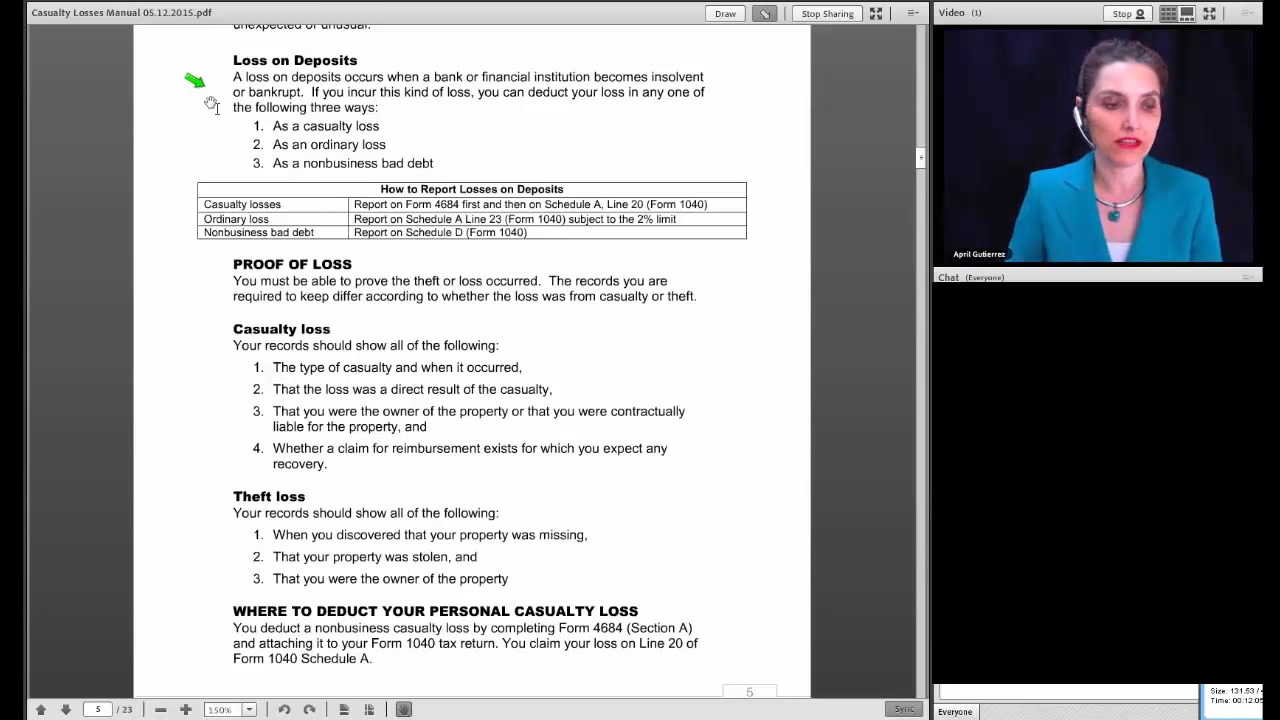 Casualty Losses Manual 05.12.2015.pdf
Draw
Stop Sharing
unexpected or unusual.
Loss on Deposits
A loss on deposits occurs when a bank or financial institution becomes insolvent
or bankrupt.  If you incur this kind of loss, you can deduct your loss in any one of
the following three ways:
1. As a casualty loss
2. As an ordinary loss
3. As a nonbusiness bad debt
How to Report Losses on Deposits
Casualty losses Report on Form 4684 first and then on Schedule A, Line 20 (Form 1040)
Ordinary loss Report on Schedule A Line 23 (Form 1040) subject to the 2% limit
Nonbusiness bad debt Report on Schedule D (Form 1040)
PROOF OF LOSS
You must be able to prove the theft or loss occurred.  The records you are
required to keep differ according to whether the loss was from casualty or theft.
Casualty loss
Your records should show all of the following:
1. The type of casualty and when it occurred,
2. That the loss was a direct result of the casualty,
3. That you were the owner of the property or that you were contractually
liable for the property, and
4. Whether a claim for reimbursement exists for which you expect any
recovery.
Theft loss
Your records should show all of the following:
1. When you discovered that your property was missing,
2. That your property was stolen, and
3. That you were the owner of the property
WHERE TO DEDUCT YOUR PERSONAL CASUALTY LOSS
You deduct a nonbusiness casualty loss by completing Form 4684 (Section A)
and attaching it to your Form 1040 tax return. You claim your loss on Line 20 of
Form 1040 Schedule A.
5
5 / 23
150%
Sync
Video (1)
Stop
April Gutierrez
Chat (Everyone)
Everyone
Size: 131.53 /
Time: 00:12:05